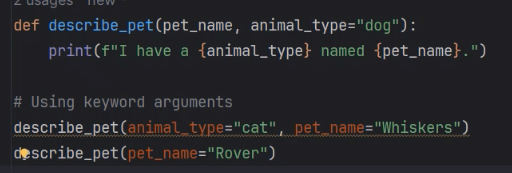 2 usages new
def describe_pet(pet_name, animal_type="dog"):
    print(f"I have a {animal_type} named {pet_name}.")
# Using keyword arguments
describe_pet(animal_type="cat", pet_name="Whiskers")
describe_pet(pet_name="Rover")